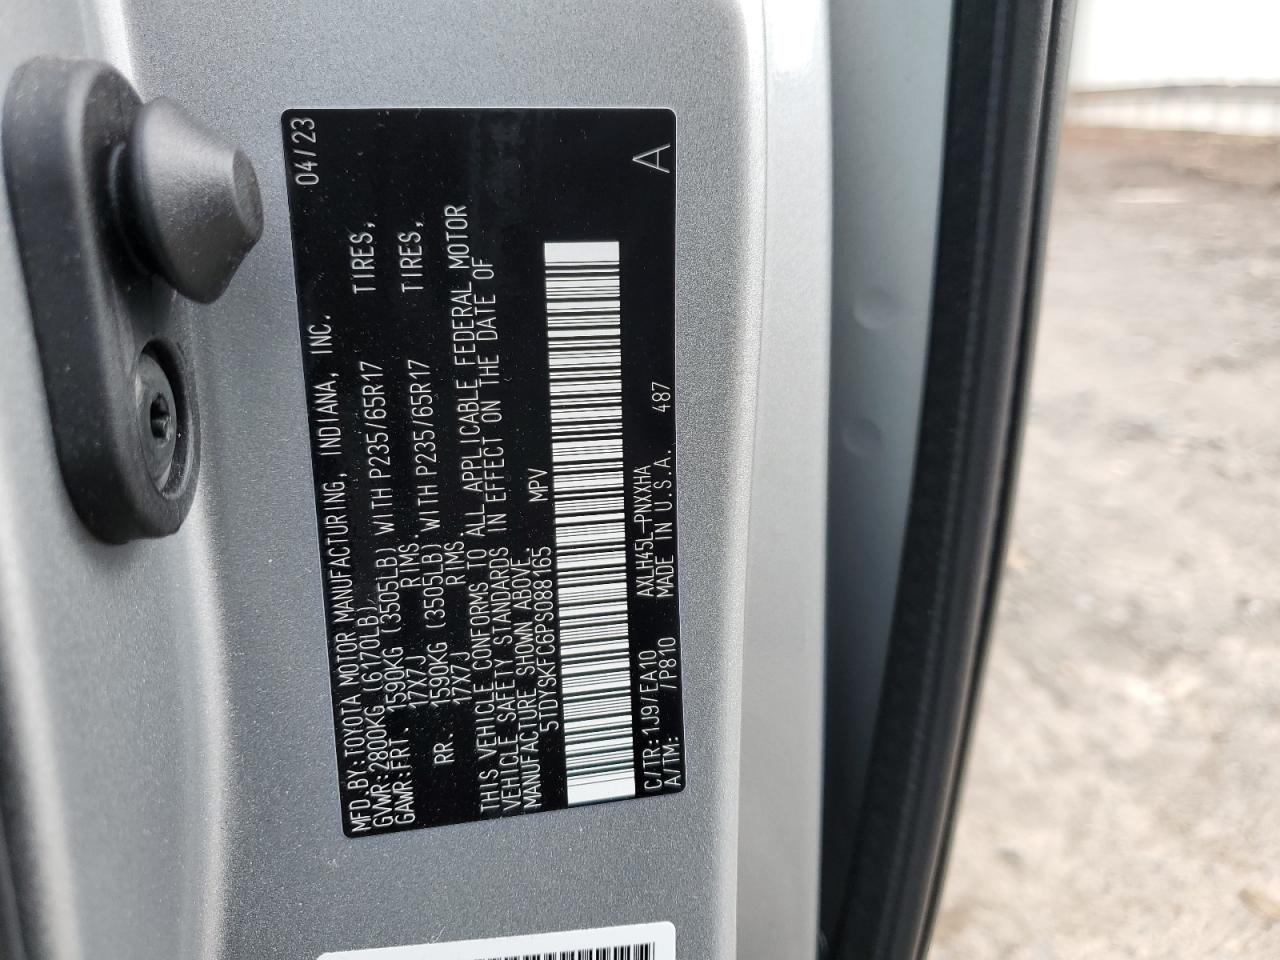 MFD.BY:TOYOTA MOTOR MANUFACTURING, INDIANA, INC. 04/23
GVWR:2800KG (6170LB)
GAWR:FRT 1590KG (3505LB) WITH P235/65R17 TIRES,
17X7J RIMS.
RR. 1590KG (3505LB) WITH P235/65R17 TIRES,
17X7J RIMS.
THIS VEHICLE CONFORMS TO ALL APPLICABLE FEDERAL MOTOR
VEHICLE SAFETY STANDARDS IN EFFECT ON THE DATE OF
MANUFACTURE SHOWN ABOVE.
5TDYSKFC6PS088165 MPV
C/TR:1J9/EA10 AXLH45L-PNXXHA 487 A
A/TM: /P810 MADE IN U.S.A.